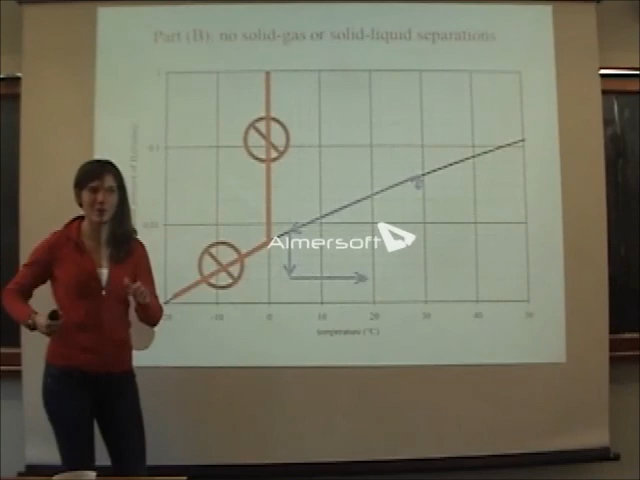 Part (B): no solid-gas or solid-liquid separations
1
0.1
0.01
Aimersoft
-20 -10 0 10 20 30 40 50
temperature (°C)